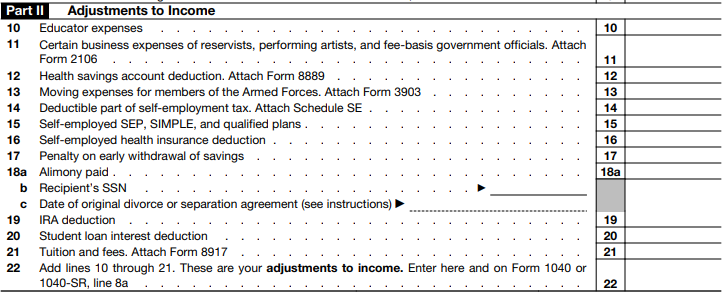 Part II Adjustments to Income
10 Educator expenses . . . . . . . . . . . . . . . . . . . . . . . . . . 10
11 Certain business expenses of reservists, performing artists, and fee-basis government officials. Attach
Form 2106 . . . . . . . . . . . . . . . . . . . . . . . . . . . . . 11
12 Health savings account deduction. Attach Form 8889 . . . . . . . . . . . . . . . . 12
13 Moving expenses for members of the Armed Forces. Attach Form 3903 . . . . . . . . . . 13
14 Deductible part of self-employment tax. Attach Schedule SE . . . . . . . . . . . . . 14
15 Self-employed SEP, SIMPLE, and qualified plans . . . . . . . . . . . . . . . . . 15
16 Self-employed health insurance deduction . . . . . . . . . . . . . . . . . . . 16
17 Penalty on early withdrawal of savings . . . . . . . . . . . . . . . . . . . . 17
18a Alimony paid . . . . . . . . . . . . . . . . . . . . . . . . . . . . 18a
b Recipient's SSN . . . . . . . . . . . . . . . . . . . . . ▶
c Date of original divorce or separation agreement (see instructions) ▶
19 IRA deduction . . . . . . . . . . . . . . . . . . . . . . . . . . . . 19
20 Student loan interest deduction . . . . . . . . . . . . . . . . . . . . . . 20
21 Tuition and fees. Attach Form 8917 . . . . . . . . . . . . . . . . . . . . . 21
22 Add lines 10 through 21. These are your adjustments to income. Enter here and on Form 1040 or
1040-SR, line 8a . . . . . . . . . . . . . . . . . . . . . . . . . . . 22